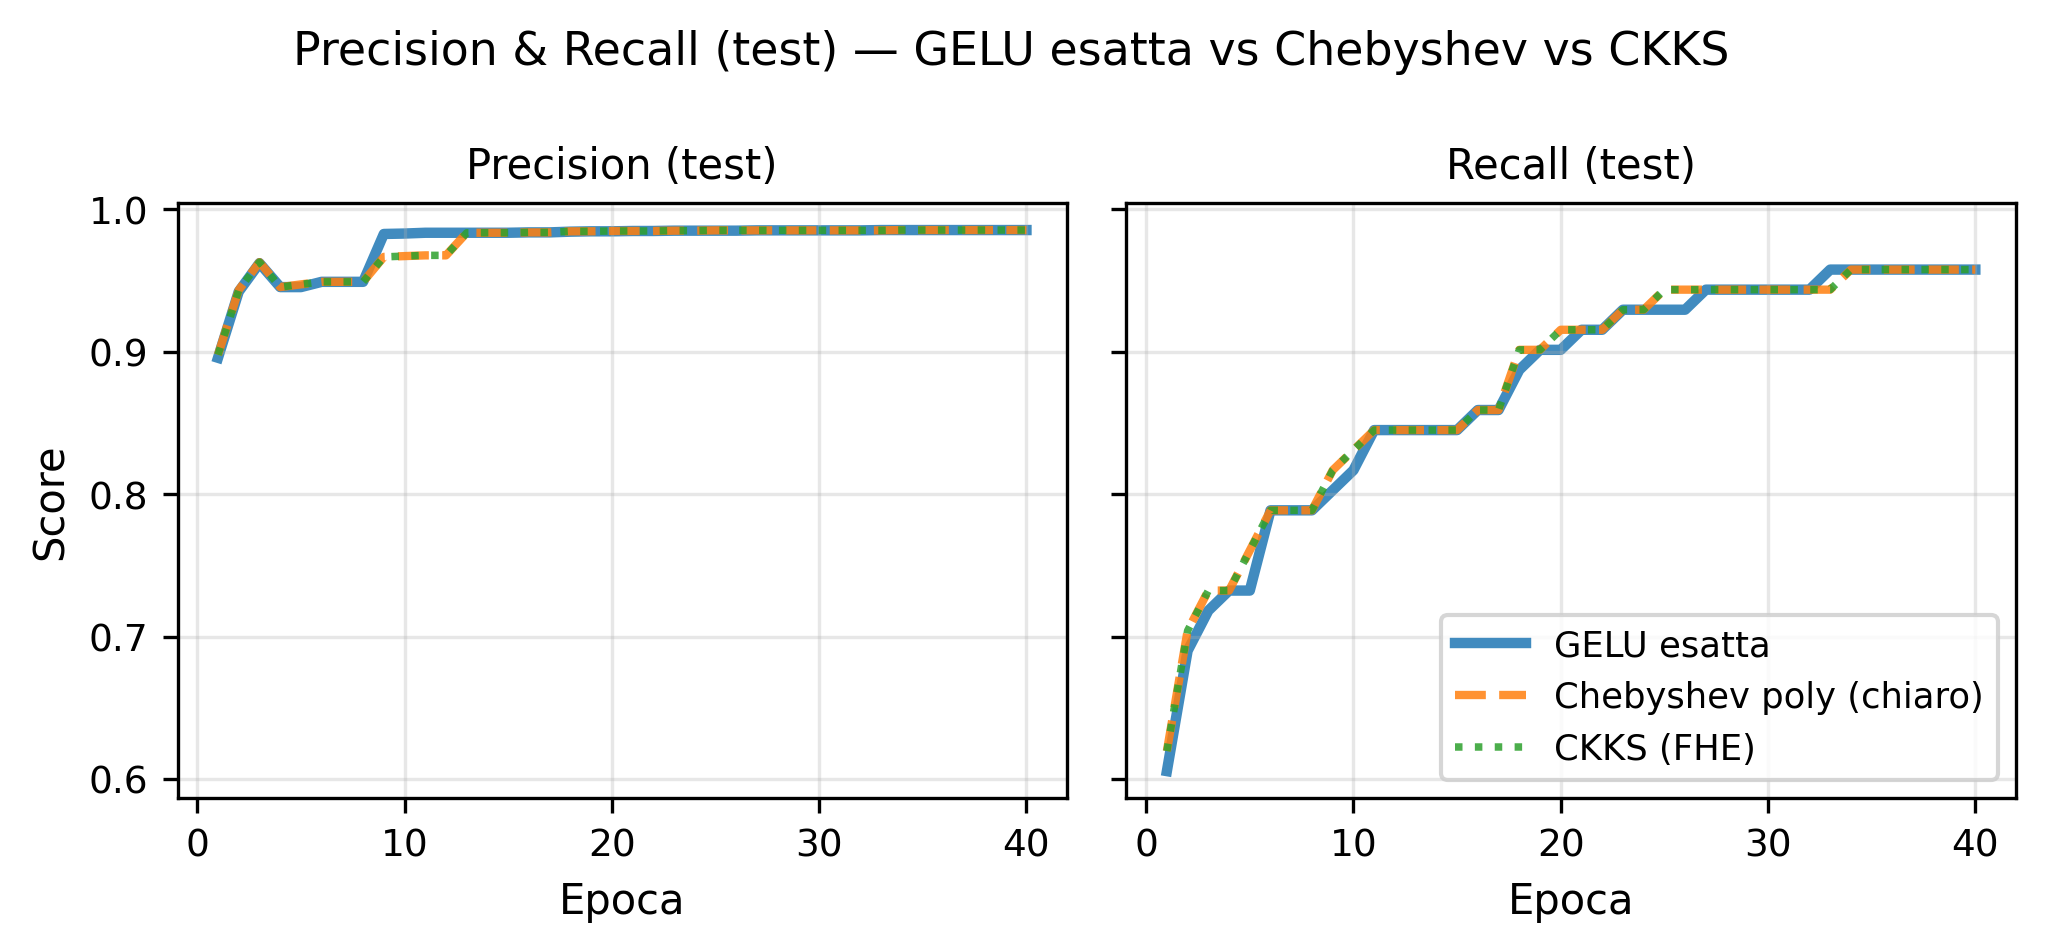 Precision & Recall (test) — GELU esatta vs Chebyshev vs CKKS
Precision (test)
Score
1.0
0.9
0.8
0.7
0.6
0 10 20 30 40
Epoca
Recall (test)
GELU esatta
Chebyshev poly (chiaro)
CKKS (FHE)
0 10 20 30 40
Epoca